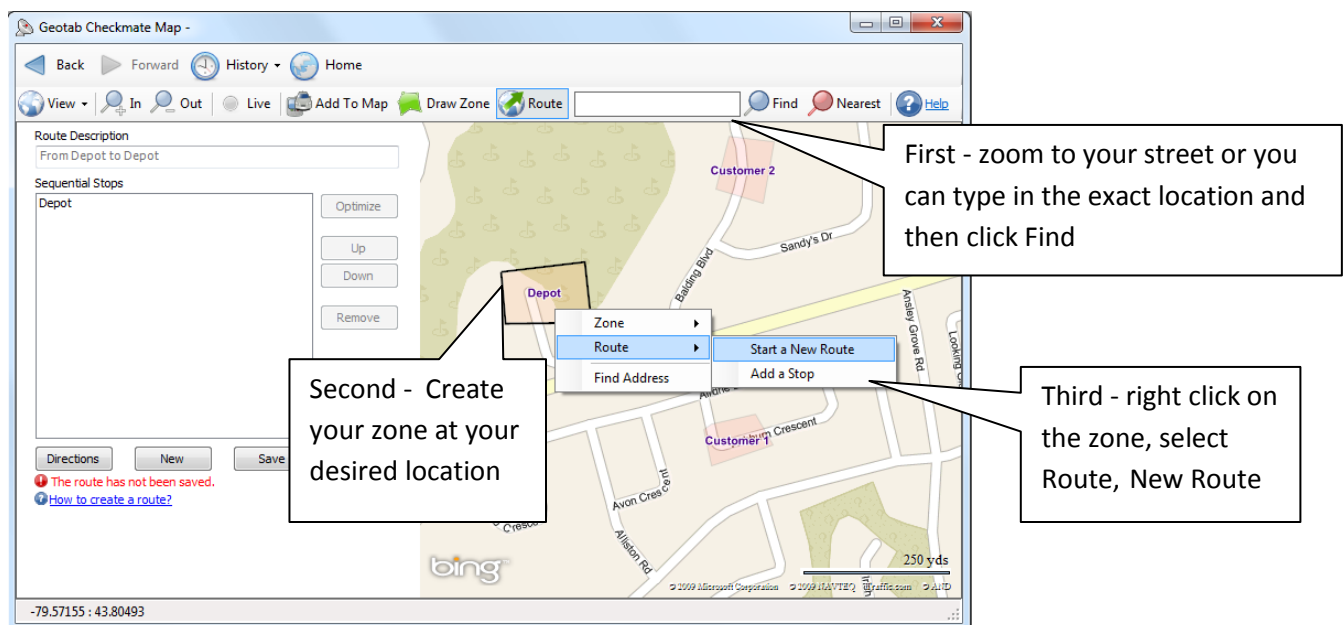 Geotab Checkmate Map -
Back Forward History Home
View In Out Live Add To Map Draw Zone Route Find Nearest Help
Route Description
From Depot to Depot
Sequential Stops
Depot
Optimize
Up
Down
Remove
Directions New Save
The route has not been saved.
How to create a route?
Customer 2
Sandy's Dr
Balding Blvd
Depot
Ansley Grove Rd
Zone
Route
Find Address
Start a New Route
Add a Stop
Customer 1
Crescent
Avon Crescent
Crescent
Alliston Rd
bing
250 yds
© 2009 Microsoft Corporation © 2009 NAVTEQ © AND
-79.57155 : 43.80493
First - zoom to your street or you
can type in the exact location and
then click Find
Second - Create
your zone at your
desired location
Third - right click on
the zone, select
Route, New Route